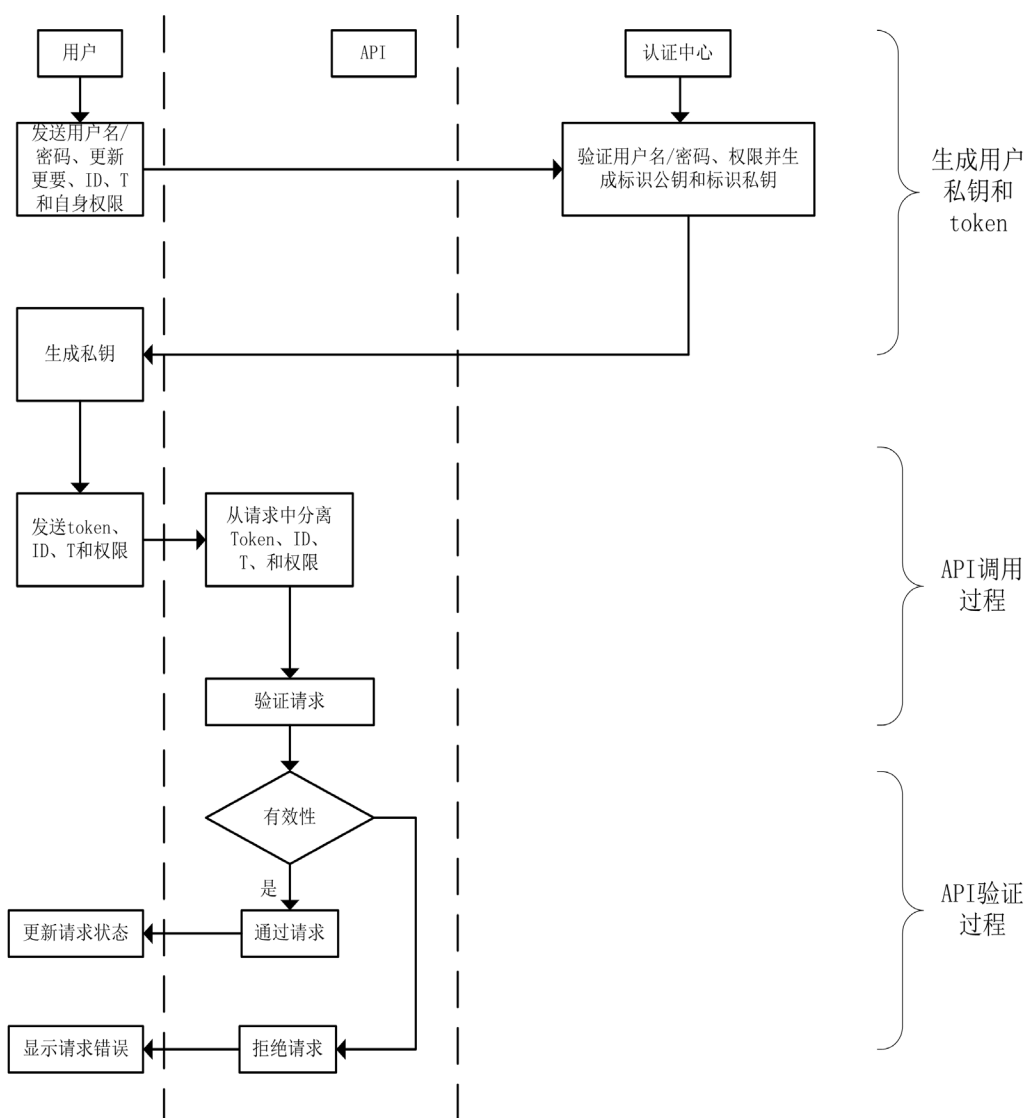 用户
API
认证中心
发送用户名/
密码、更新
更要、ID、T
和自身权限
验证用户名/密码、权限并生
成标识公钥和标识私钥
生成用户
私钥和
token
生成私钥
发送token、
ID、T和权限
从请求中分离
Token、ID、
T、和权限
API调用
过程
验证请求
有效性
是
更新请求状态
通过请求
API验证
过程
显示请求错误
拒绝请求